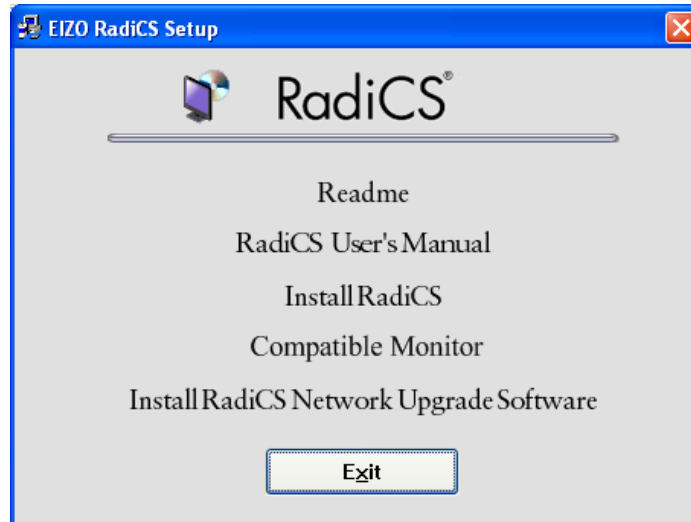 EIZO RadiCS Setup
RadiCS®
Readme
RadiCS User's Manual
Install RadiCS
Compatible Monitor
Install RadiCS Network Upgrade Software
Exit